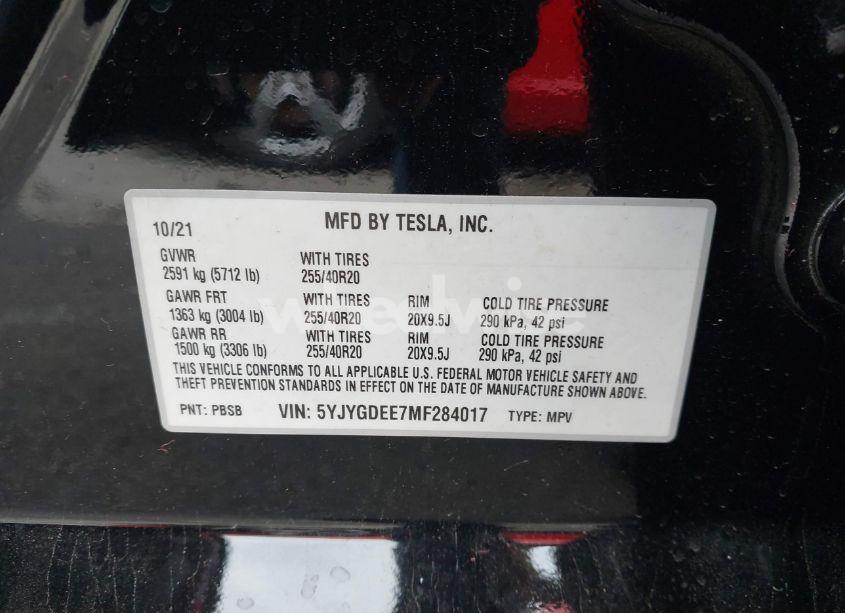 10/21 MFD BY TESLA, INC.
GVWR WITH TIRES
2591 kg (5712 lb) 255/40R20
GAWR FRT WITH TIRES RIM COLD TIRE PRESSURE
1363 kg (3004 lb) 255/40R20 20X9.5J 290 kPa, 42 psi
GAWR RR WITH TIRES RIM COLD TIRE PRESSURE
1500 kg (3306 lb) 255/40R20 20X9.5J 290 kPa, 42 psi
THIS VEHICLE CONFORMS TO ALL APPLICABLE U.S. FEDERAL MOTOR VEHICLE SAFETY AND
THEFT PREVENTION STANDARDS IN EFFECT ON THE DATE OF MANUFACTURE SHOWN ABOVE.
PNT: PBSB VIN: 5YJYGDEE7MF284017 TYPE: MPV